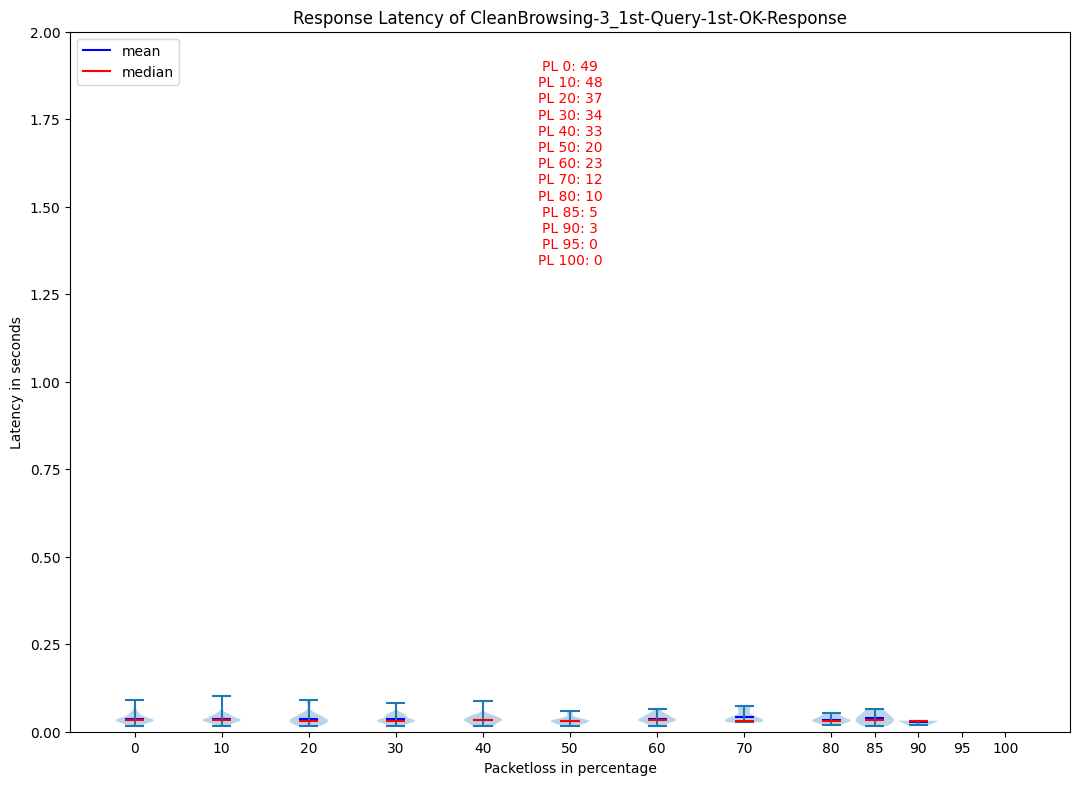 Response Latency of CleanBrowsing-3_1st-Query-1st-OK-Response
mean
median
PL 0: 49
PL 10: 48
PL 20: 37
PL 30: 34
PL 40: 33
PL 50: 20
PL 60: 23
PL 70: 12
PL 80: 10
PL 85: 5
PL 90: 3
PL 95: 0
PL 100: 0
Latency in seconds
2.00
1.75
1.50
1.25
1.00
0.75
0.50
0.25
0.00
0 10 20 30 40 50 60 70 80 85 90 95 100
Packetloss in percentage